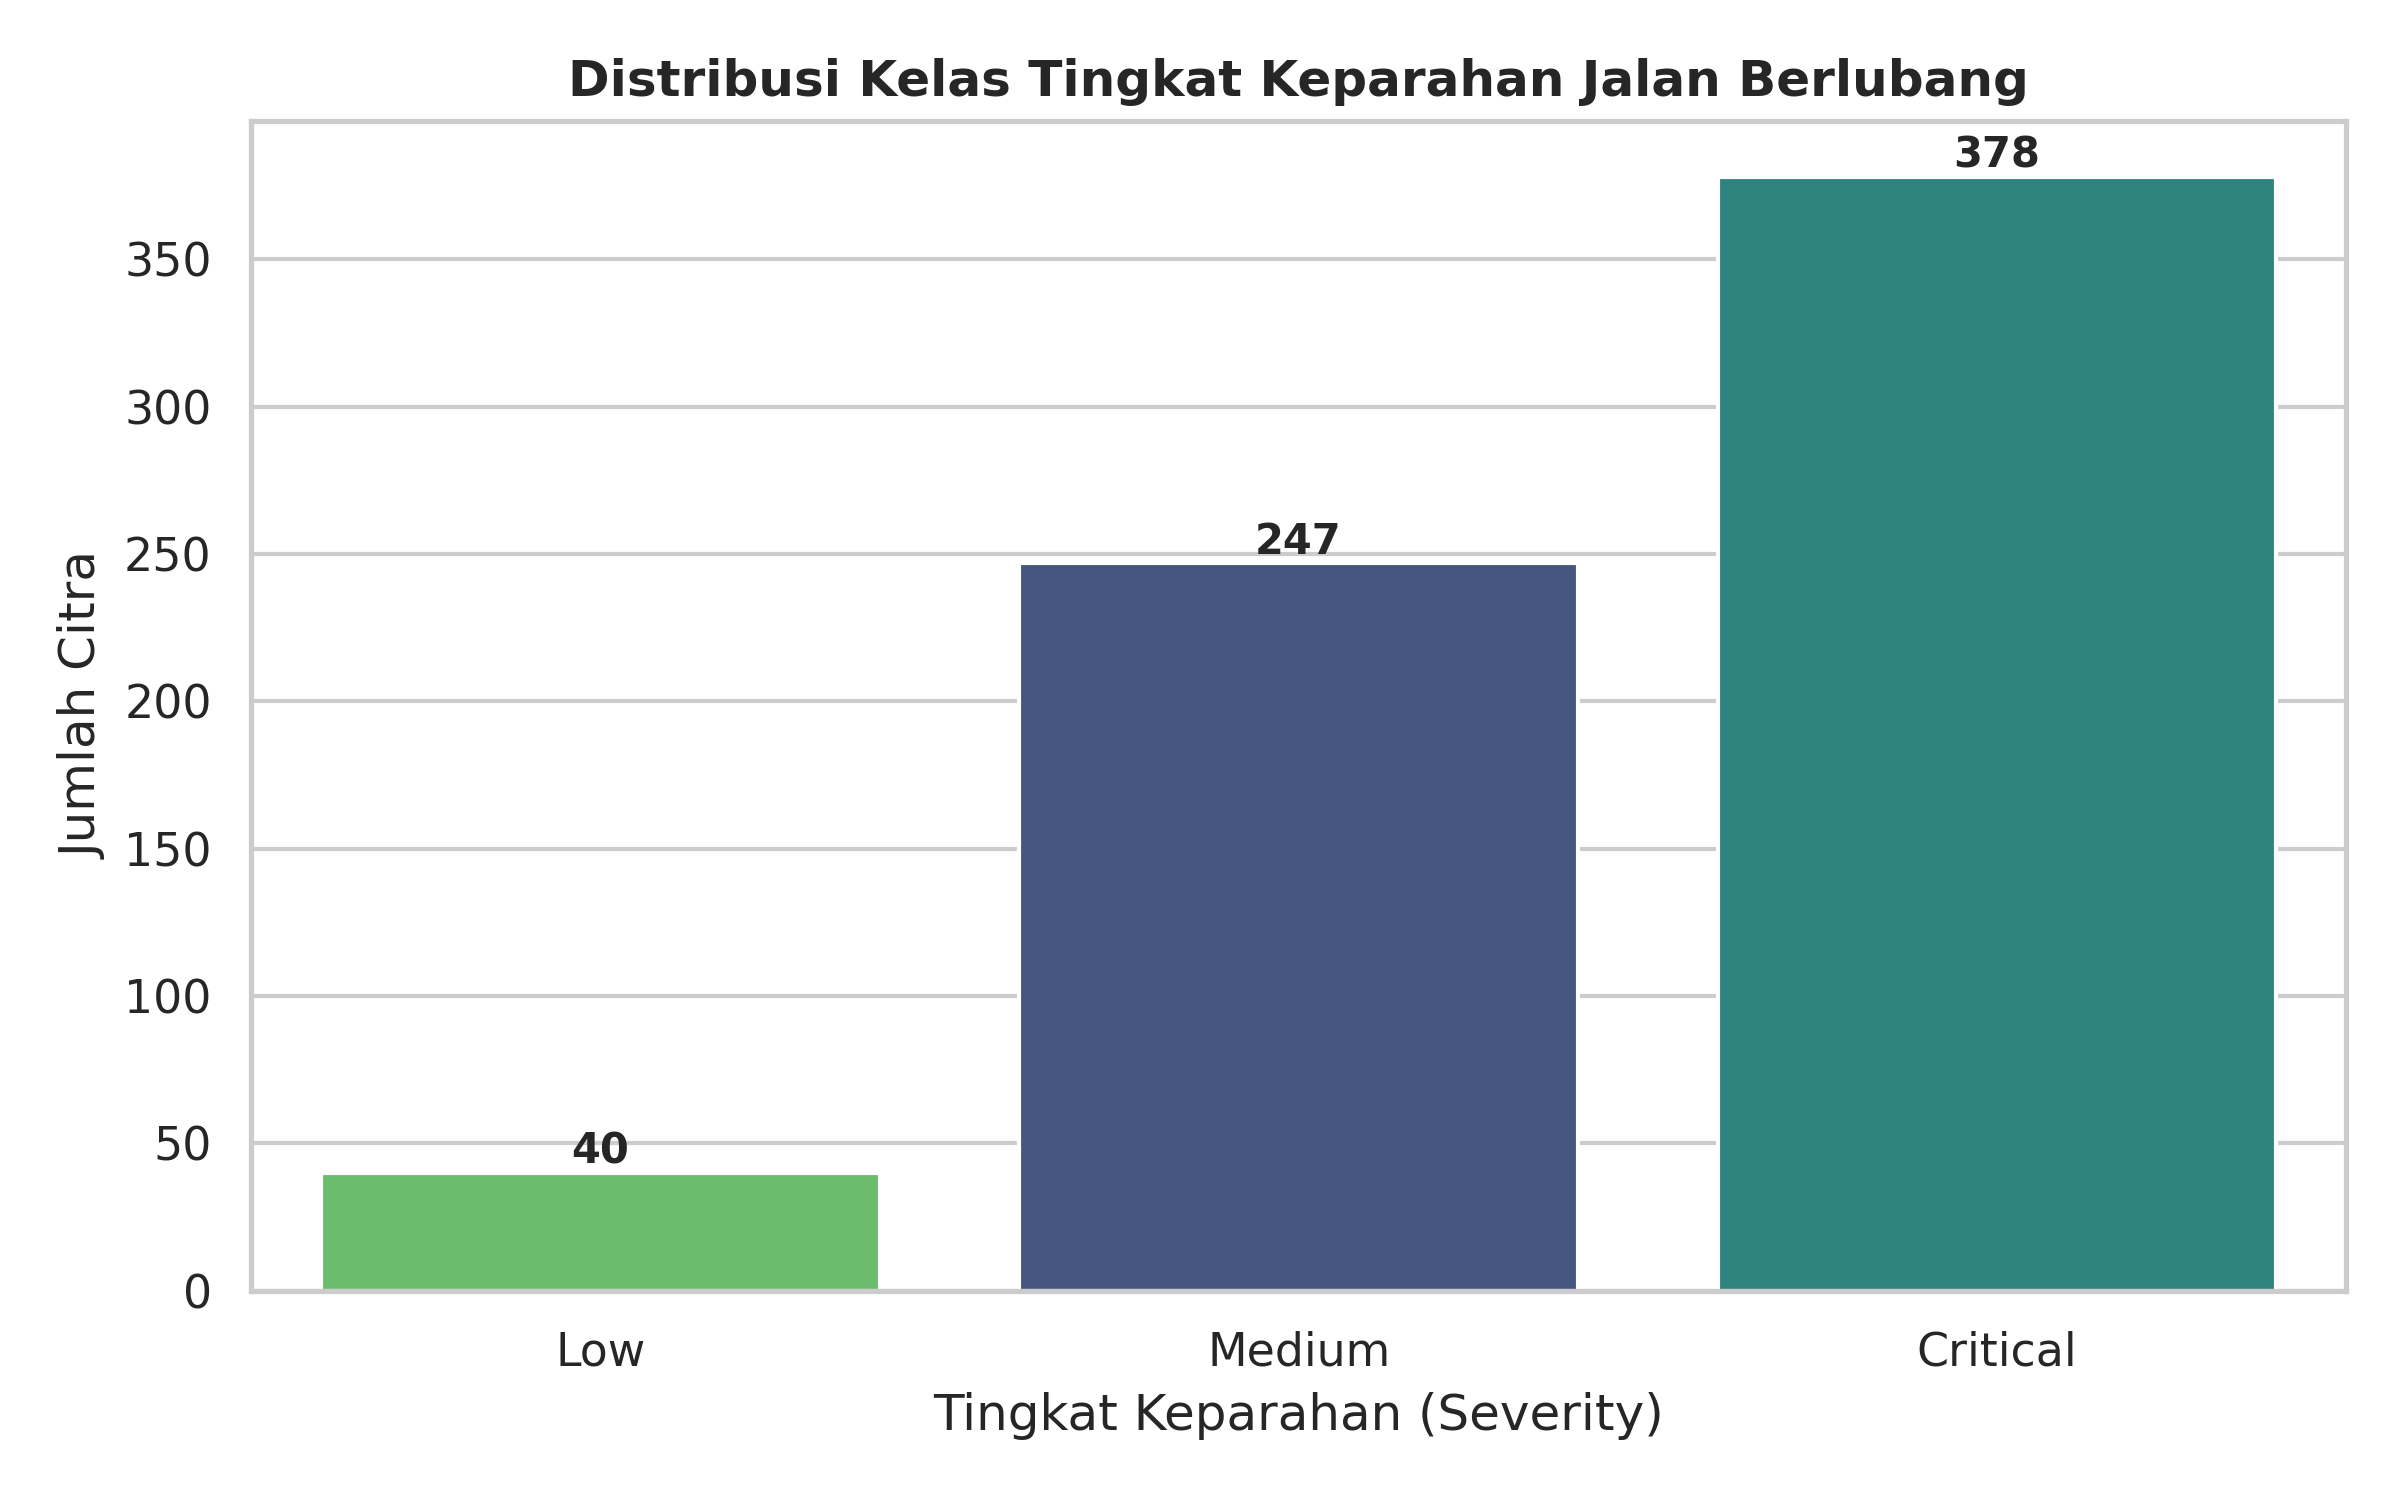 Distribusi Kelas Tingkat Keparahan Jalan Berlubang
378
350
300
247
250
200
150
100
50
40
0
Jumlah Citra
Low Medium Critical
Tingkat Keparahan (Severity)